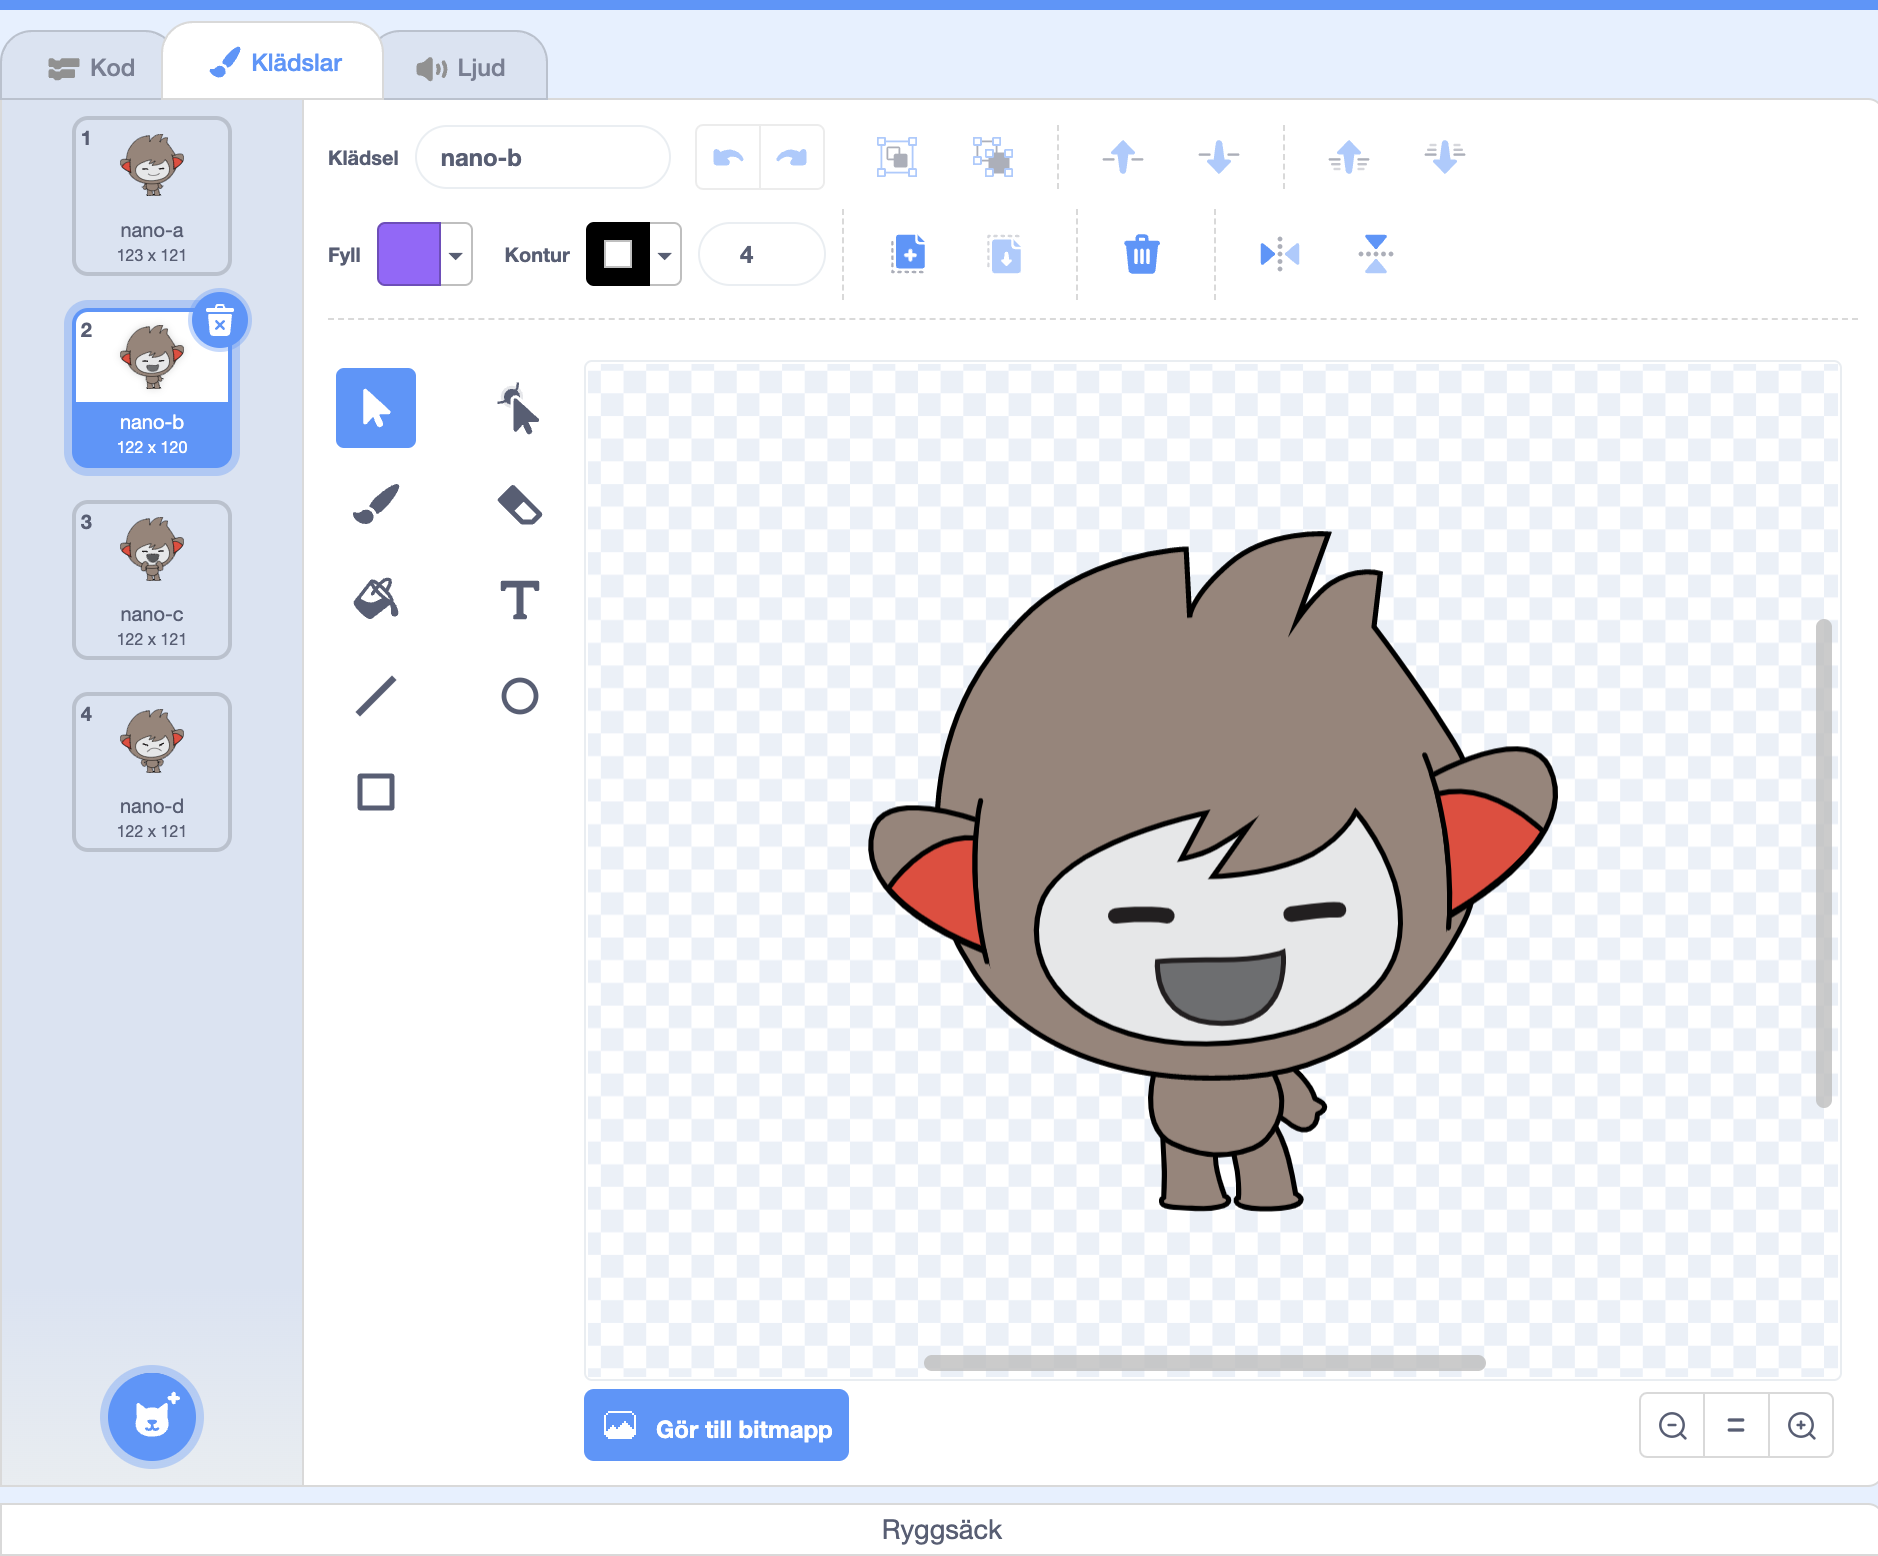 Kod
Klädslar
Ljud
1
nano-a
123 x 121
2
nano-b
122 x 120
3
nano-c
122 x 121
4
nano-d
122 x 121
Klädsel
nano-b
Fyll
Kontur
4
T
Gör till bitmapp
=
Ryggsäck